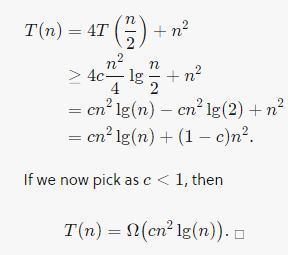 T(n) = 4T (n/2) + n²
≥ 4c n²/4 lg n/2 + n²
= cn² lg(n) − cn² lg(2) + n²
= cn² lg(n) + (1 − c)n².
If we now pick as c < 1, then
T(n) = Ω(cn² lg(n)). □